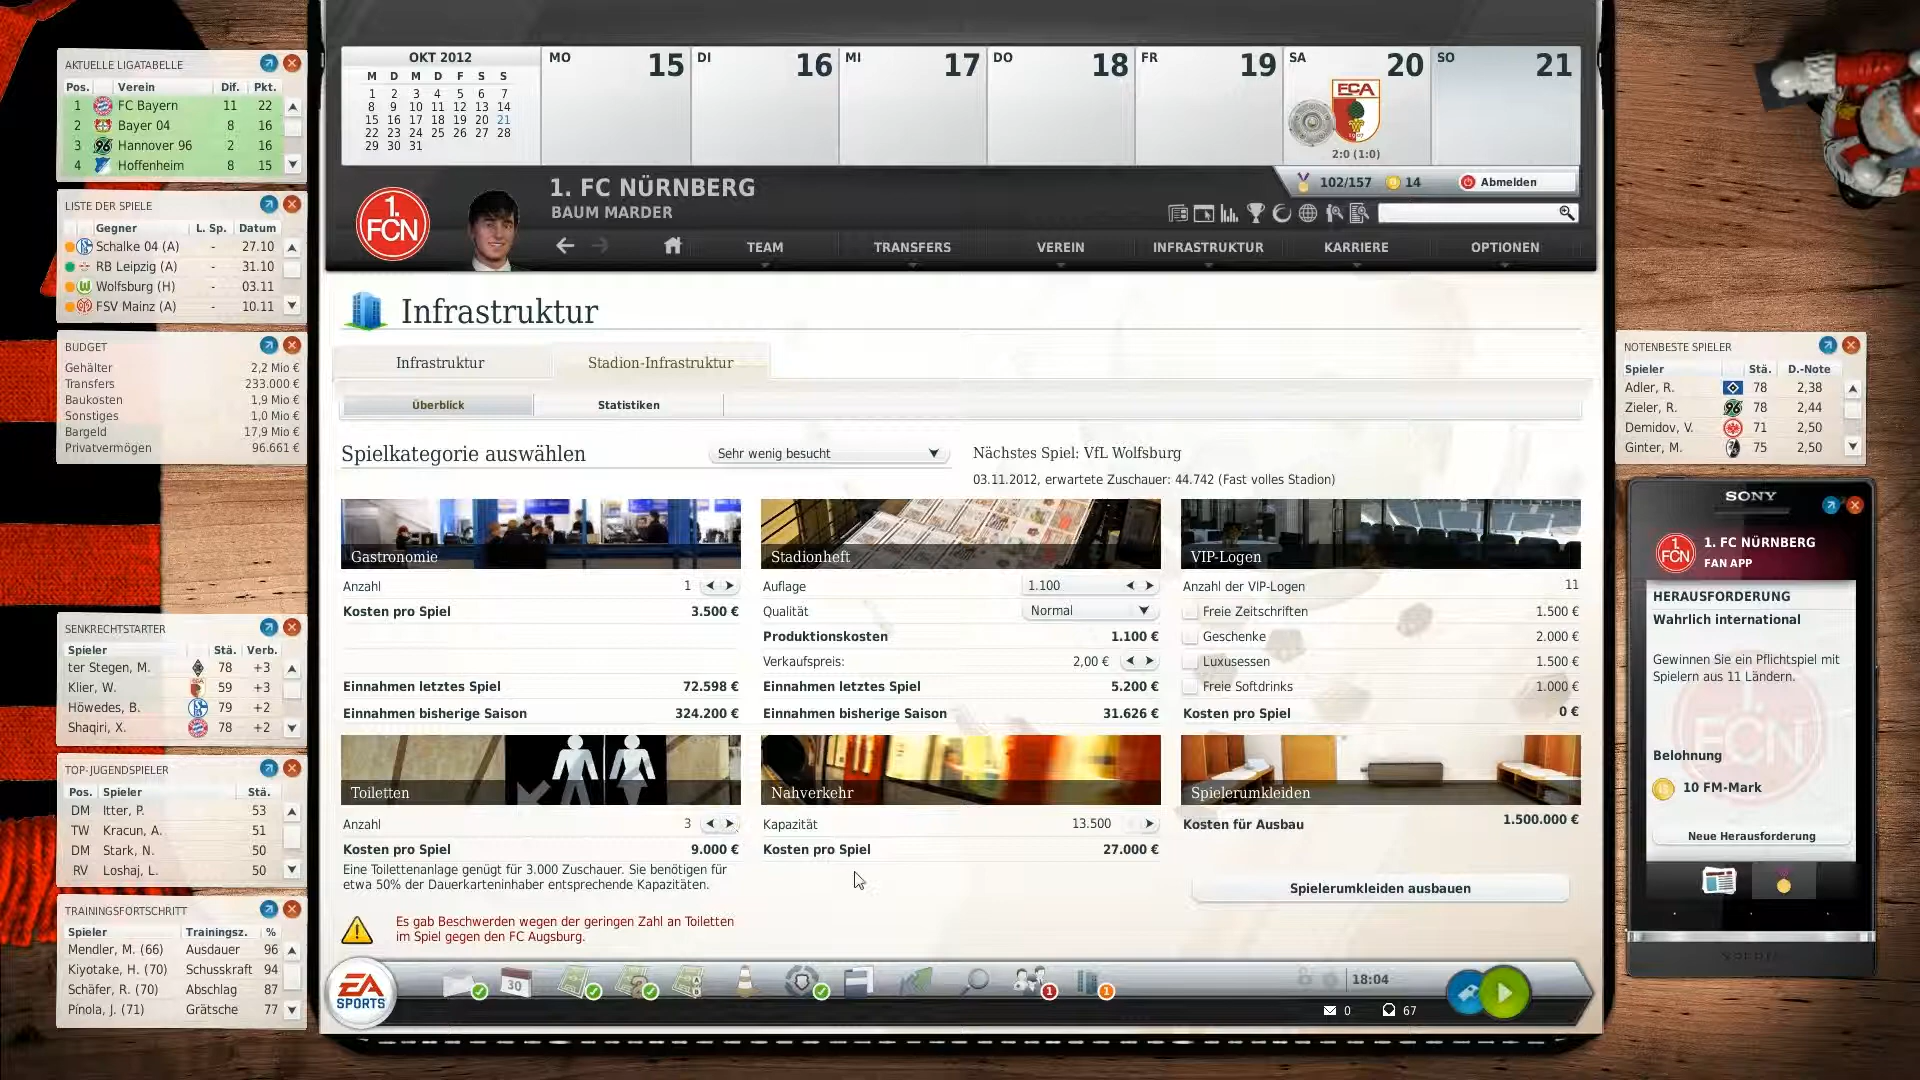 AKTUELLE LIGATABELLE
Pos. Verein Dif. Pkt.
1 FC Bayern 11 22
2 Bayer 04 8 16
3 Hannover 96 2 16
4 Hoffenheim 8 15
LISTE DER SPIELE
Gegner L. Sp. Datum
Schalke 04 (A) - 27.10
RB Leipzig (A) - 31.10
Wolfsburg (H) - 03.11
FSV Mainz (A) - 10.11
BUDGET
Gehälter 2,2 Mio €
Transfers 233.000 €
Baukosten 1,9 Mio €
Sonstiges 1,0 Mio €
Bargeld 17,9 Mio €
Privatvermögen 96.661 €
SENKRECHTSTARTER
Spieler Stä. Verb.
ter Stegen, M. 78 +3
Klier, W. 59 +3
Höwedes, B. 79 +2
Shaqiri, X. 78 +2
TOP-JUGENDSPIELER
Pos. Spieler Stä.
DM Itter, P. 53
TW Kracun, A. 51
DM Stark, N. 50
RV Loshaj, L. 50
TRAININGSFORTSCHRITT
Spieler Trainingsz. %
Mendler, M. (66) Ausdauer 96
Kiyotake, H. (70) Schusskraft 94
Schäfer, R. (70) Abschlag 87
Pinola, J. (71) Grätsche 77
OKT 2012
M D M D F S S
1 2 3 4 5 6 7
8 9 10 11 12 13 14
15 16 17 18 19 20 21
22 23 24 25 26 27 28
29 30 31
MO 15 DI 16 MI 17 DO 18 FR 19 SA 20 SO 21
FCA
2:0 (1:0)
102/157 14 Abmelden
1. FCN
1. FC NÜRNBERG
BAUM MARDER
TEAM TRANSFERS VEREIN INFRASTRUKTUR KARRIERE OPTIONEN
Infrastruktur
Infrastruktur Stadion-Infrastruktur
Überblick Statistiken
Spielkategorie auswählen Sehr wenig besucht
Nächstes Spiel: VfL Wolfsburg
03.11.2012, erwartete Zuschauer: 44.742 (Fast volles Stadion)
Gastronomie
Anzahl 1
Kosten pro Spiel 3.500 €
Einnahmen letztes Spiel 72.598 €
Einnahmen bisherige Saison 324.200 €
Stadionheft
Auflage 1.100
Qualität Normal
Produktionskosten 1.100 €
Verkaufspreis: 2,00 €
Einnahmen letztes Spiel 5.200 €
Einnahmen bisherige Saison 31.626 €
VIP-Logen
Anzahl der VIP-Logen 11
Freie Zeitschriften 1.500 €
Geschenke 2.000 €
Luxusessen 1.500 €
Freie Softdrinks 1.000 €
Kosten pro Spiel 0 €
Toiletten
Anzahl 3
Kosten pro Spiel 9.000 €
Eine Toilettenanlage genügt für 3.000 Zuschauer. Sie benötigen für
etwa 50% der Dauerkarteninhaber entsprechende Kapazitäten.
Es gab Beschwerden wegen der geringen Zahl an Toiletten
im Spiel gegen den FC Augsburg.
Nahverkehr
Kapazität 13.500
Kosten pro Spiel 27.000 €
Spielerumkleiden
Kosten für Ausbau 1.500.000 €
Spielerumkleiden ausbauen
EA
SPORTS
30
1
1
18:04
0 67
NOTENBESTE SPIELER
Spieler Stä. D.-Note
Adler, R. 78 2,38
Zieler, R. 78 2,44
Demidov, V. 71 2,50
Ginter, M. 75 2,50
SONY
1. FCN
1. FC NÜRNBERG
FAN APP
HERAUSFORDERUNG
Wahrlich international
Gewinnen Sie ein Pflichtspiel mit
Spielern aus 11 Ländern.
Belohnung
10 FM-Mark
Neue Herausforderung